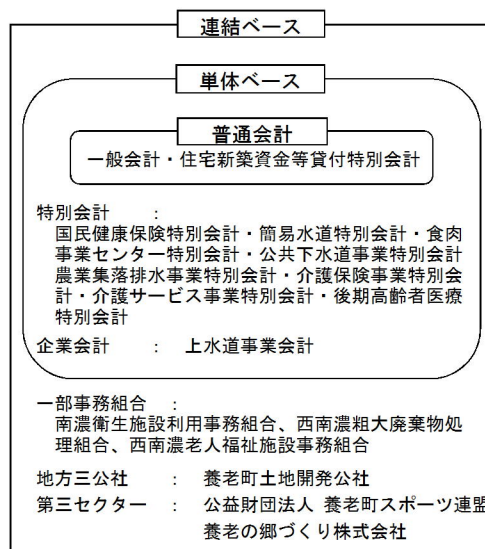 連結ベース
単体ベース
普通会計
一般会計・住宅新築資金等貸付特別会計
特別会計　：
国民健康保険特別会計・簡易水道特別会計・食肉
事業センター特別会計・公共下水道事業特別会計
農業集落排水事業特別会計・介護保険事業特別会
計・介護サービス事業特別会計・後期高齢者医療
特別会計
企業会計　：　上水道事業会計
一部事務組合　：
南濃衛生施設利用事務組合、西南濃粗大廃棄物処
理組合、西南濃老人福祉施設事務組合
地方三公社　：　養老町土地開発公社
第三セクター　：　公益財団法人 養老町スポーツ連盟
養老の郷づくり株式会社